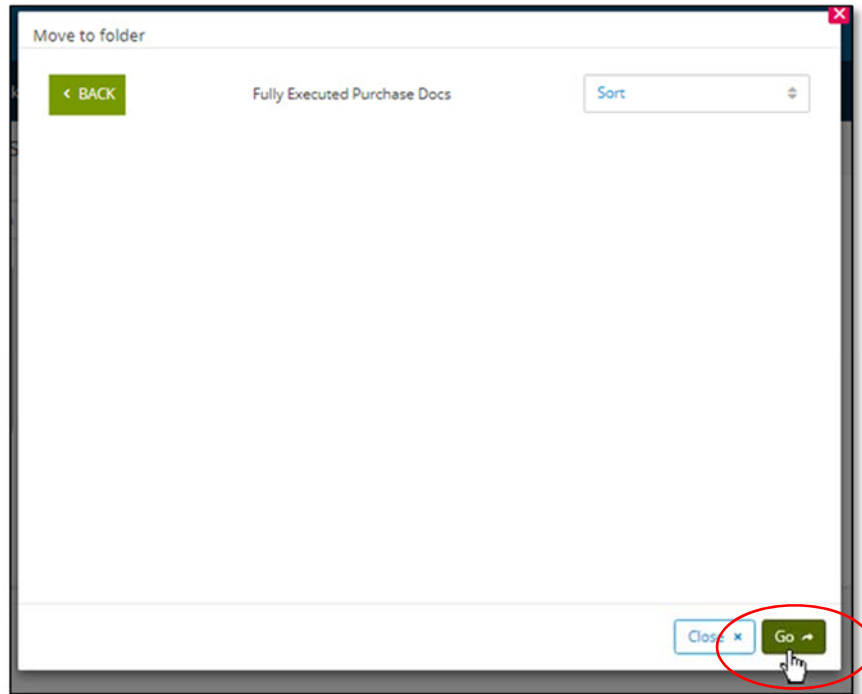 Move to folder
BACK
Fully Executed Purchase Docs
Sort
Close
Go